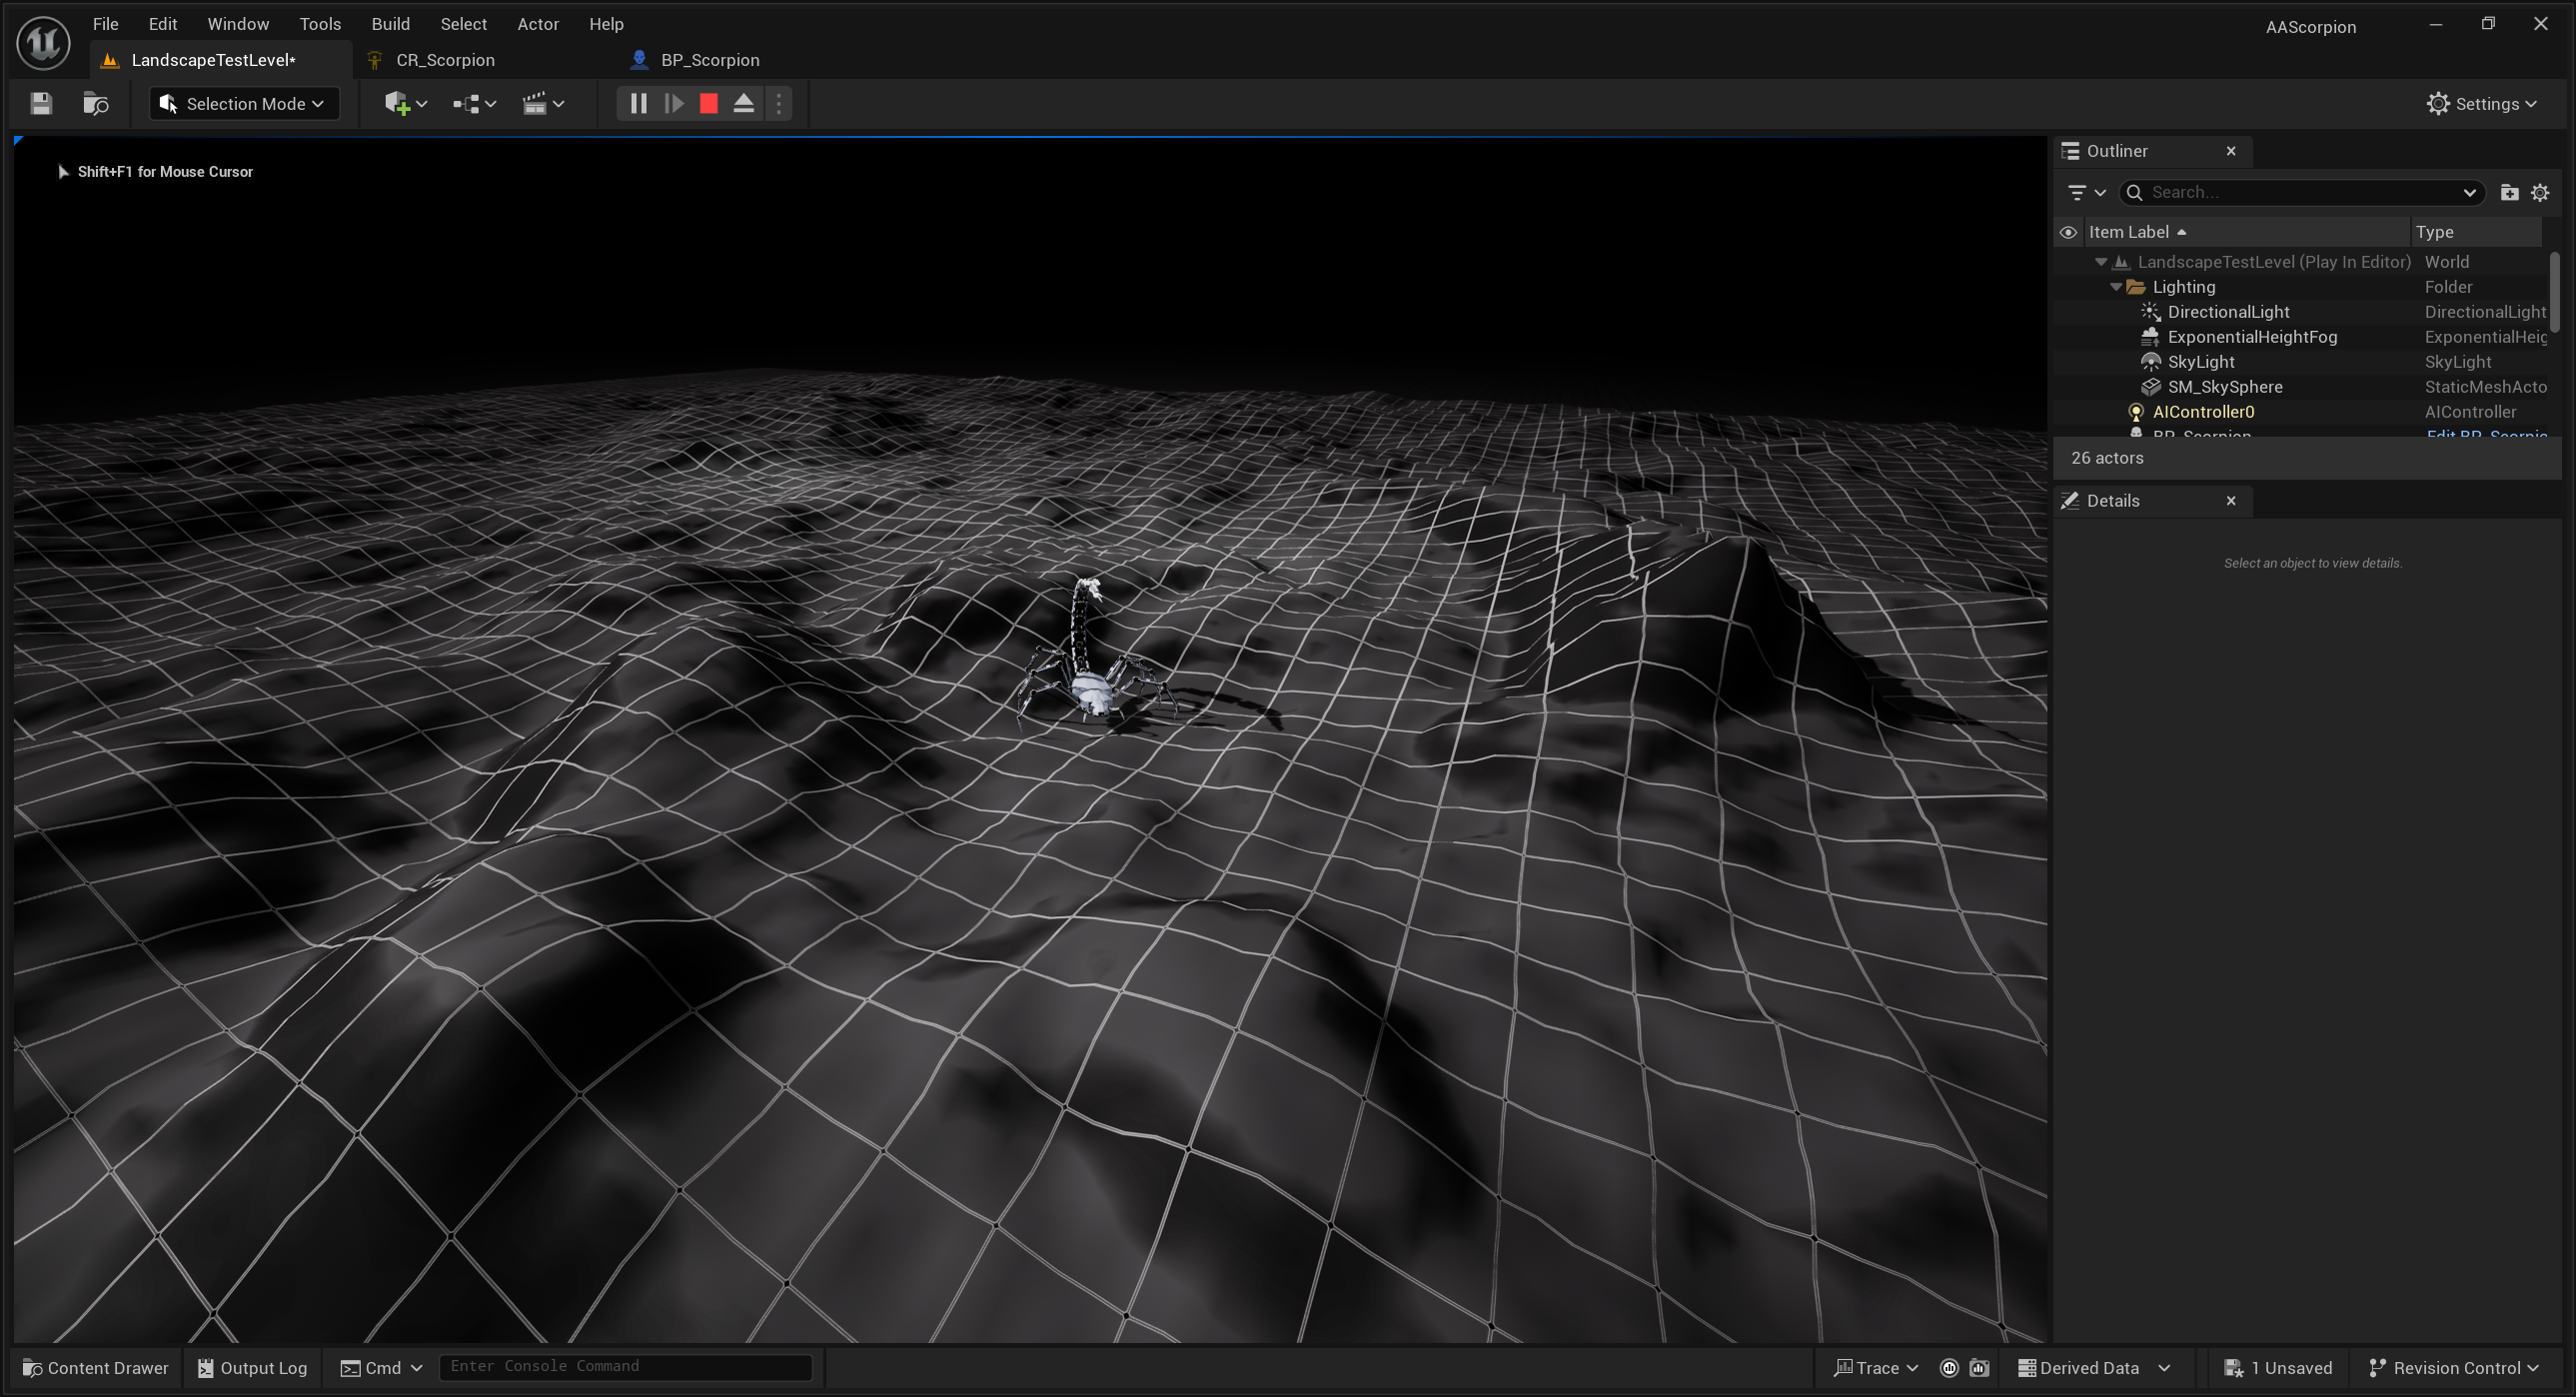 File Edit Window Tools Build Select Actor Help
AAScorpion
LandscapeTestLevel* CR_Scorpion BP_Scorpion
Selection Mode
Settings
Shift+F1 for Mouse Cursor
Outliner
Search...
Item Label Type
LandscapeTestLevel (Play In Editor) World
Lighting Folder
DirectionalLight DirectionalLight
ExponentialHeightFog ExponentialHeig
SkyLight SkyLight
SM_SkySphere StaticMeshActo
AIController0 AIController
BP_Scorpion Edit BP_Scorpio
26 actors
Details
Select an object to view details.
Content Drawer Output Log Cmd Enter Console Command Trace Derived Data 1 Unsaved Revision Control